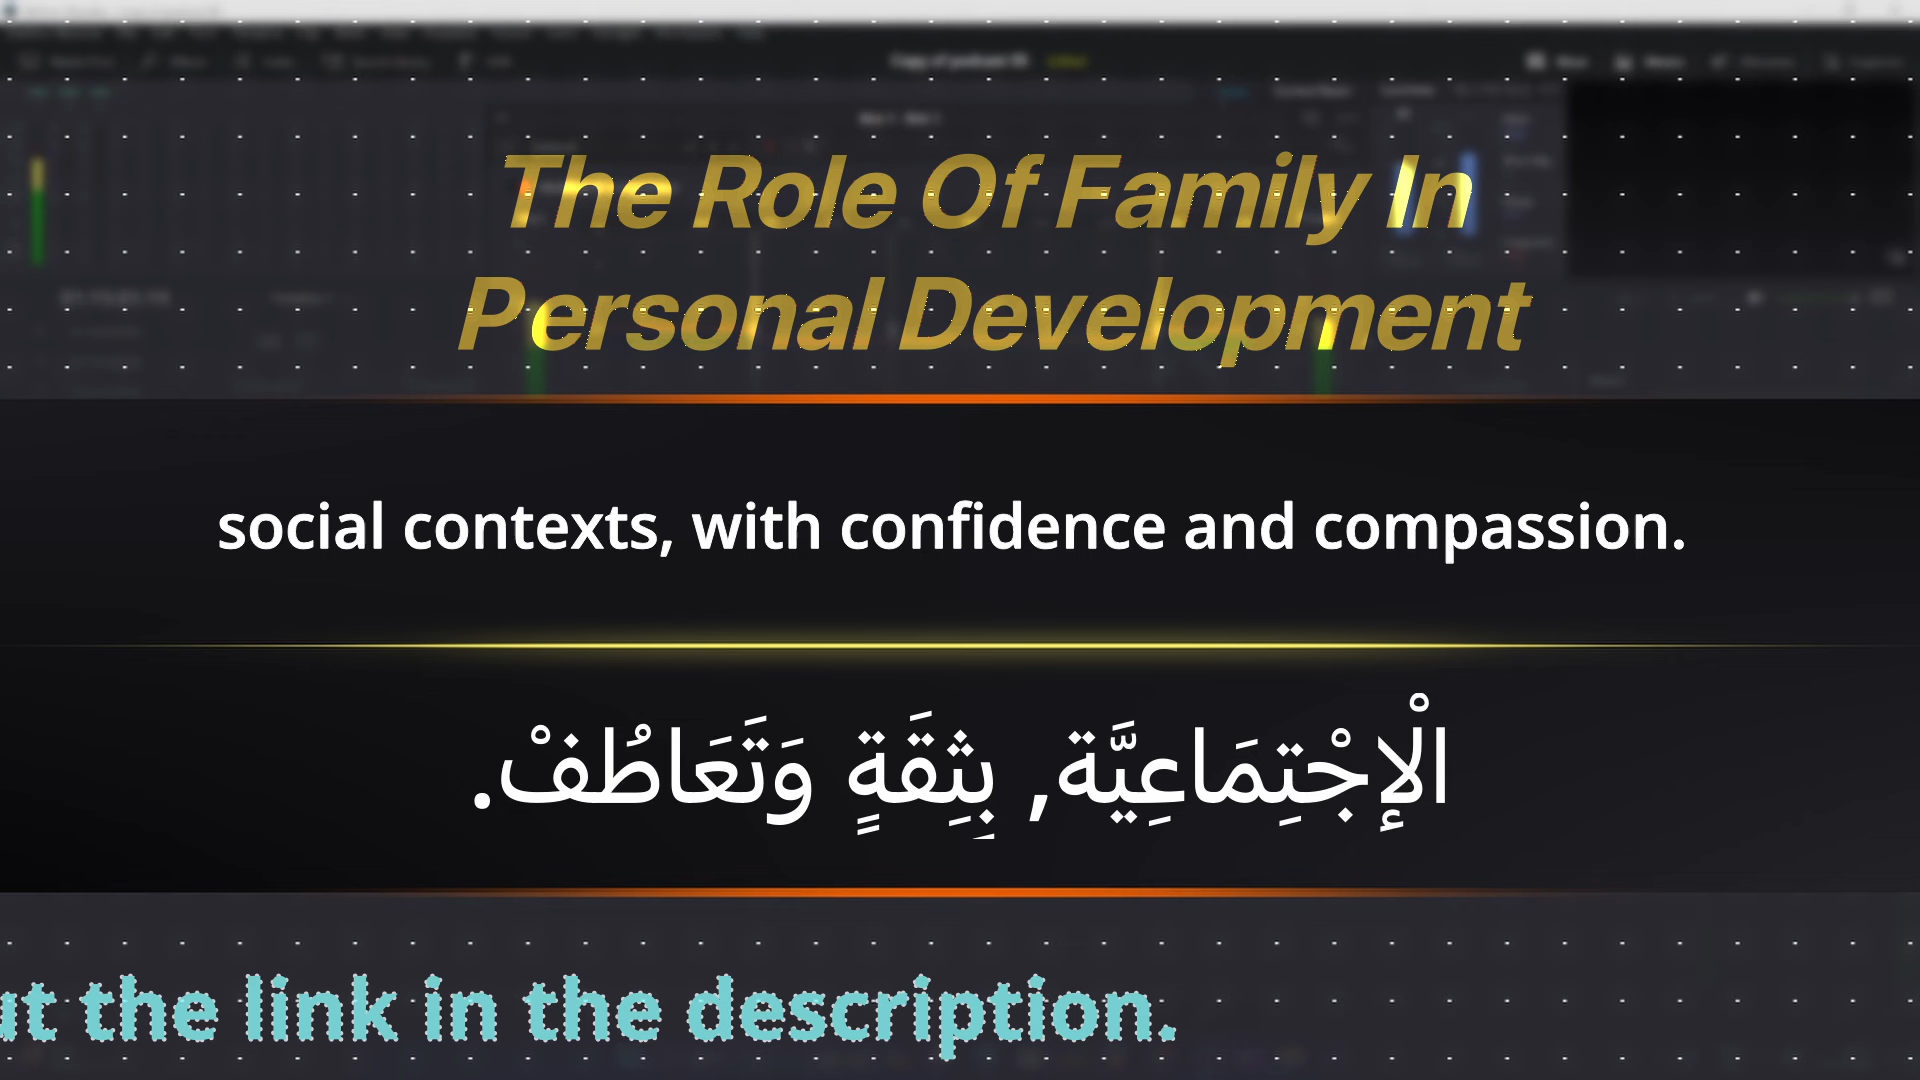 The Role Of Family In
Personal Development
social contexts, with confidence and compassion.
الْإِجْتِمَاعِيَّة, بِثِقَةٍ وَتَعَاطُفْ.
the link in the description.